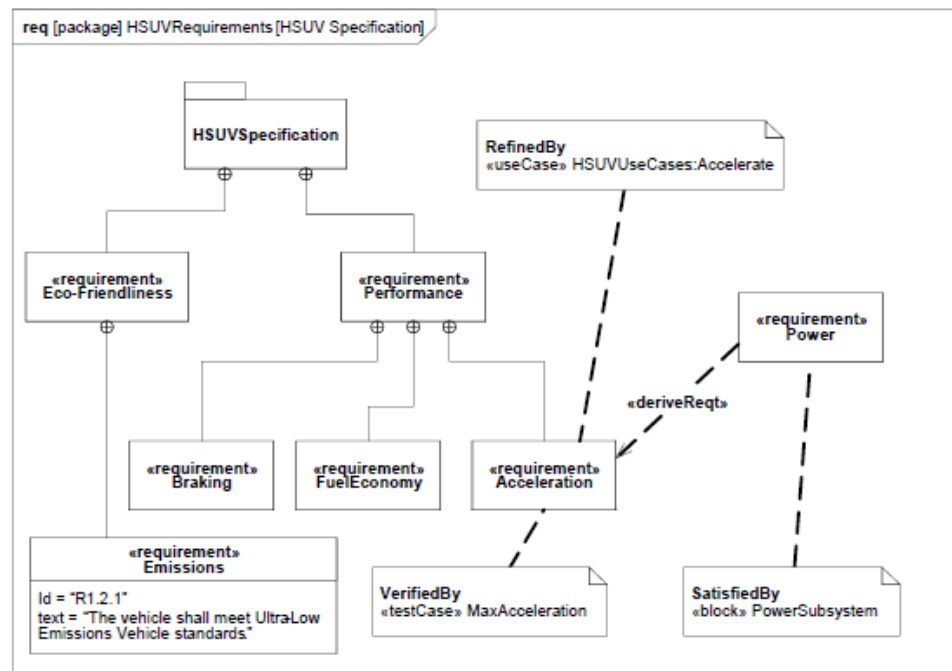 req [package] HSUVRequirements [HSUV Specification]
HSUVSpecification
RefinedBy
«useCase» HSUVUseCases:Accelerate
«requirement»
Eco-Friendliness
«requirement»
Performance
«requirement»
Power
«deriveReqt»
«requirement»
Braking
«requirement»
FuelEconomy
«requirement»
Acceleration
«requirement»
Emissions
Id = "R1.2.1"
text = "The vehicle shall meet Ultra-Low
Emissions Vehicle standards."
VerifiedBy
«testCase» MaxAcceleration
SatisfiedBy
«block» PowerSubsystem